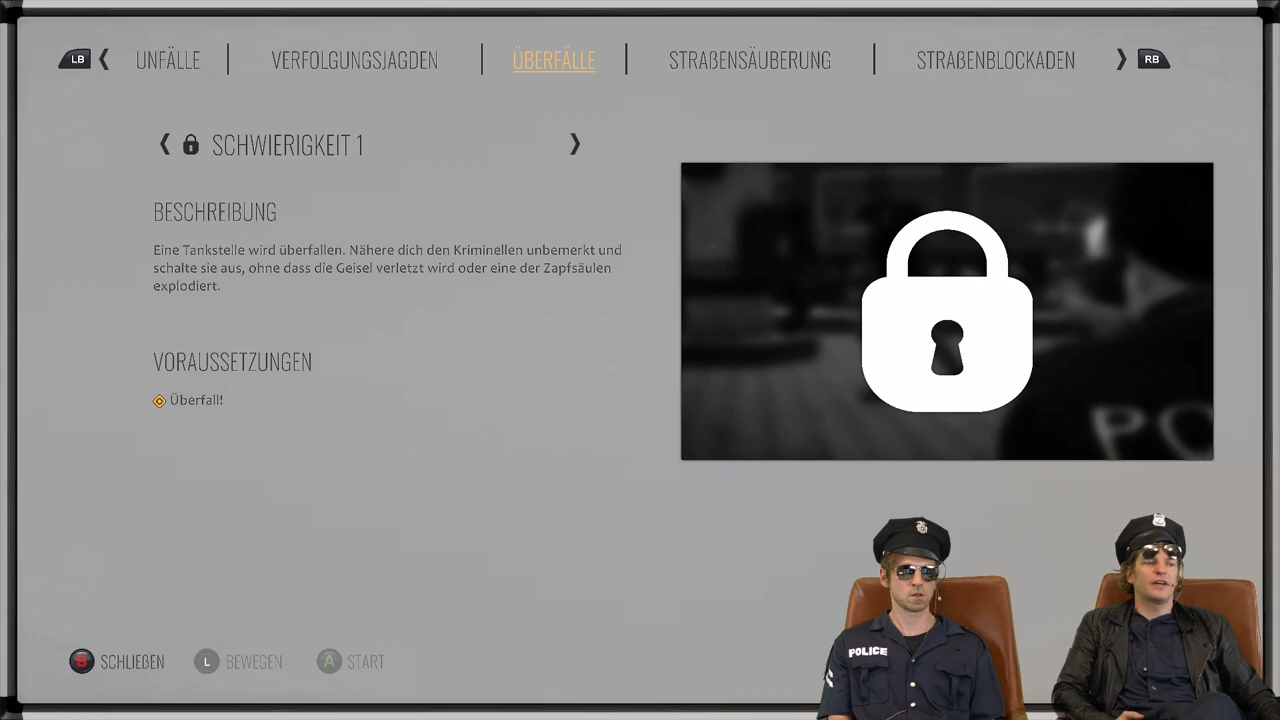 LB UNFÄLLE VERFOLGUNGSJAGDEN ÜBERFÄLLE STRAßENSÄUBERUNG STRAßENBLOCKADEN RB
SCHWIERIGKEIT 1
BESCHREIBUNG
Eine Tankstelle wird überfallen. Nähere dich den Kriminellen unbemerkt und
schalte sie aus, ohne dass die Geisel verletzt wird oder eine der Zapfsäulen
explodiert.
VORAUSSETZUNGEN
Überfall!
PO
POLICE
B SCHLIEßEN L BEWEGEN A START